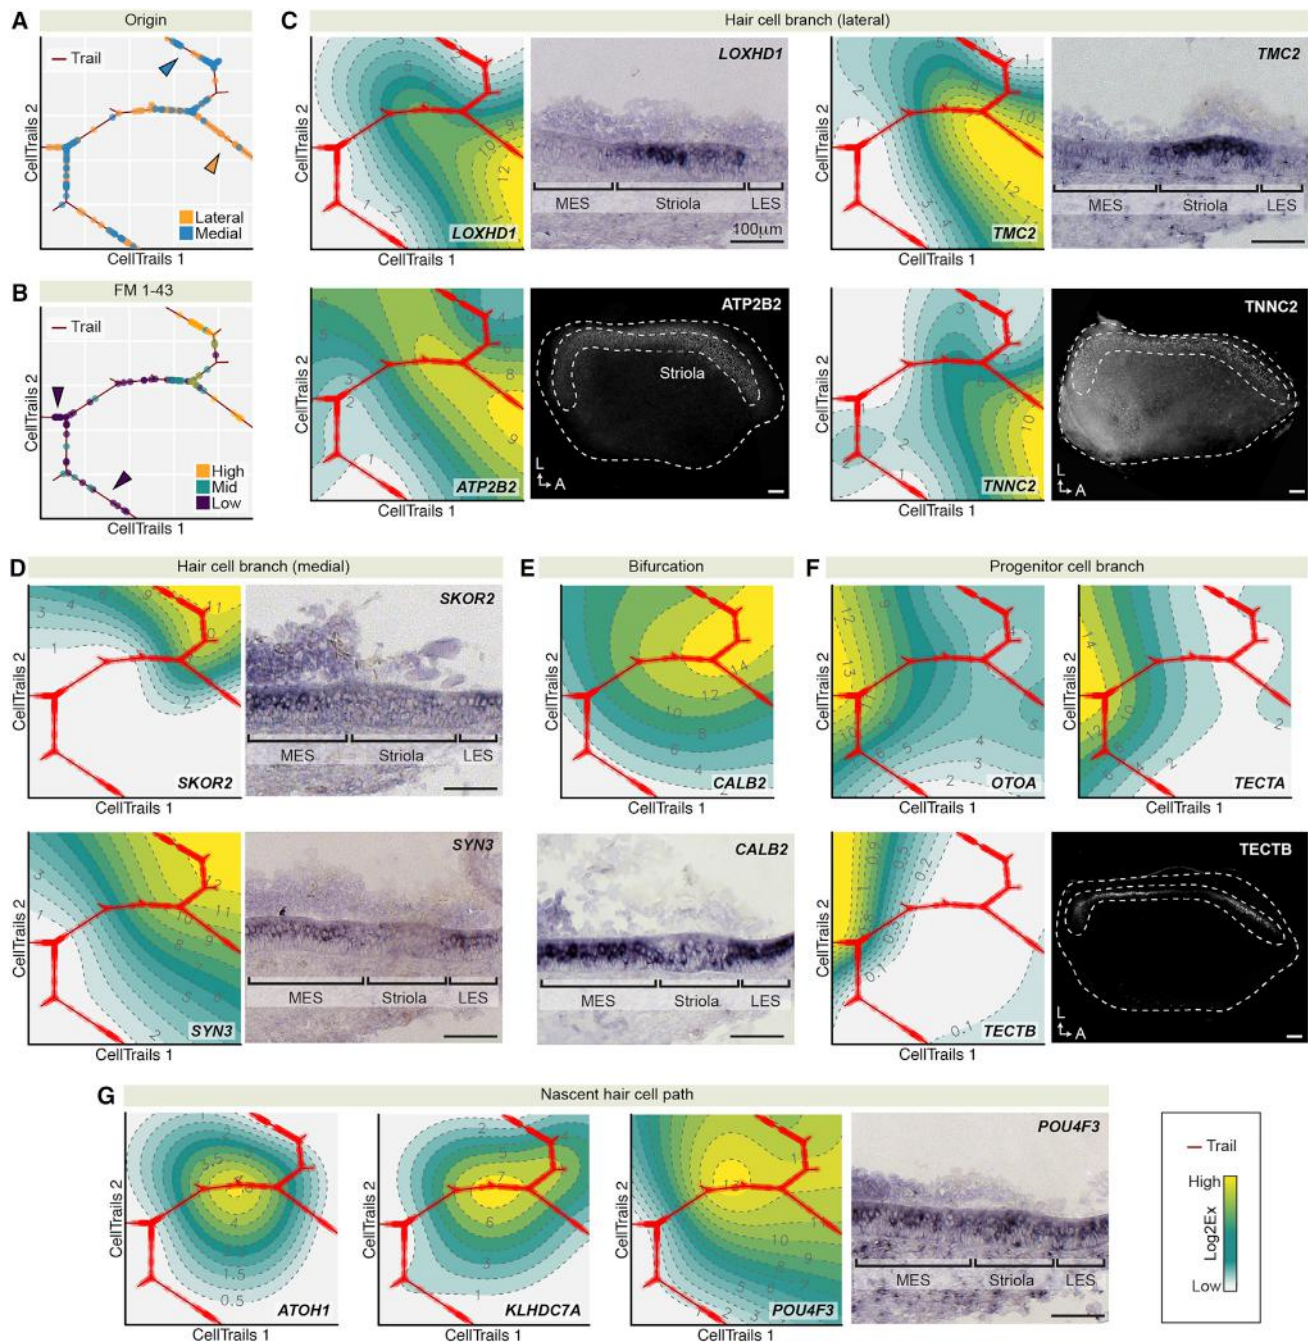 A
Origin
Trail
Lateral
Medial
CellTrails 2
CellTrails 1
B
FM 1-43
Trail
High
Mid
Low
CellTrails 2
CellTrails 1
C
Hair cell branch (lateral)
LOXHD1
CellTrails 2
CellTrails 1
LOXHD1
MES
Striola
LES
100μm
TMC2
CellTrails 2
CellTrails 1
TMC2
MES
Striola
LES
ATP2B2
CellTrails 2
CellTrails 1
ATP2B2
Striola
L
A
TNNC2
CellTrails 2
CellTrails 1
TNNC2
L
A
D
Hair cell branch (medial)
SKOR2
CellTrails 2
CellTrails 1
SKOR2
MES
Striola
LES
SYN3
CellTrails 2
CellTrails 1
SYN3
MES
Striola
LES
E
Bifurcation
CALB2
CellTrails 2
CellTrails 1
CALB2
MES
Striola
LES
F
Progenitor cell branch
OTOA
CellTrails 2
CellTrails 1
TECTA
CellTrails 2
CellTrails 1
TECTB
CellTrails 2
CellTrails 1
TECTB
L
A
G
Nascent hair cell path
ATOH1
CellTrails 2
CellTrails 1
KLHDC7A
CellTrails 2
CellTrails 1
POU4F3
CellTrails 2
CellTrails 1
POU4F3
MES
Striola
LES
Trail
High
Log2Ex
Low